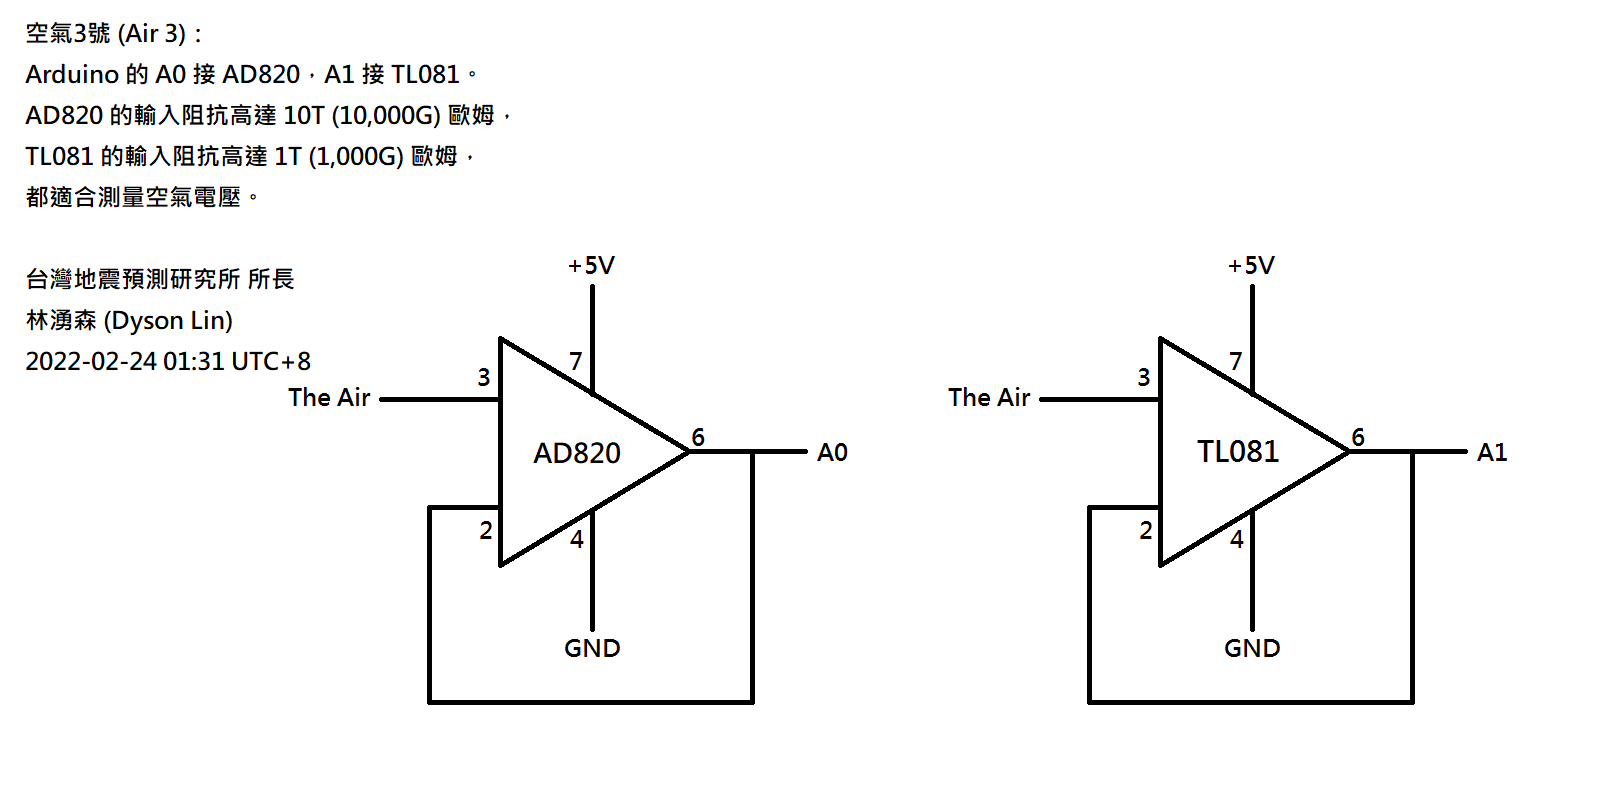 空氣3號 (Air 3)：
Arduino 的 A0 接 AD820，A1 接 TL081。
AD820 的輸入阻抗高達 10T (10,000G) 歐姆，
TL081 的輸入阻抗高達 1T (1,000G) 歐姆，
都適合測量空氣電壓。
台灣地震預測研究所 所長
林湧森 (Dyson Lin)
2022-02-24 01:31 UTC+8
+5V
7
3
The Air
AD820
6
A0
2
4
GND
+5V
7
3
The Air
TL081
6
A1
2
4
GND